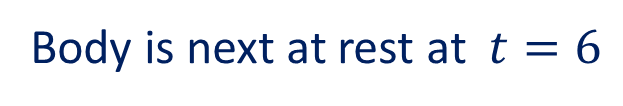 Body is next at rest at t = 6